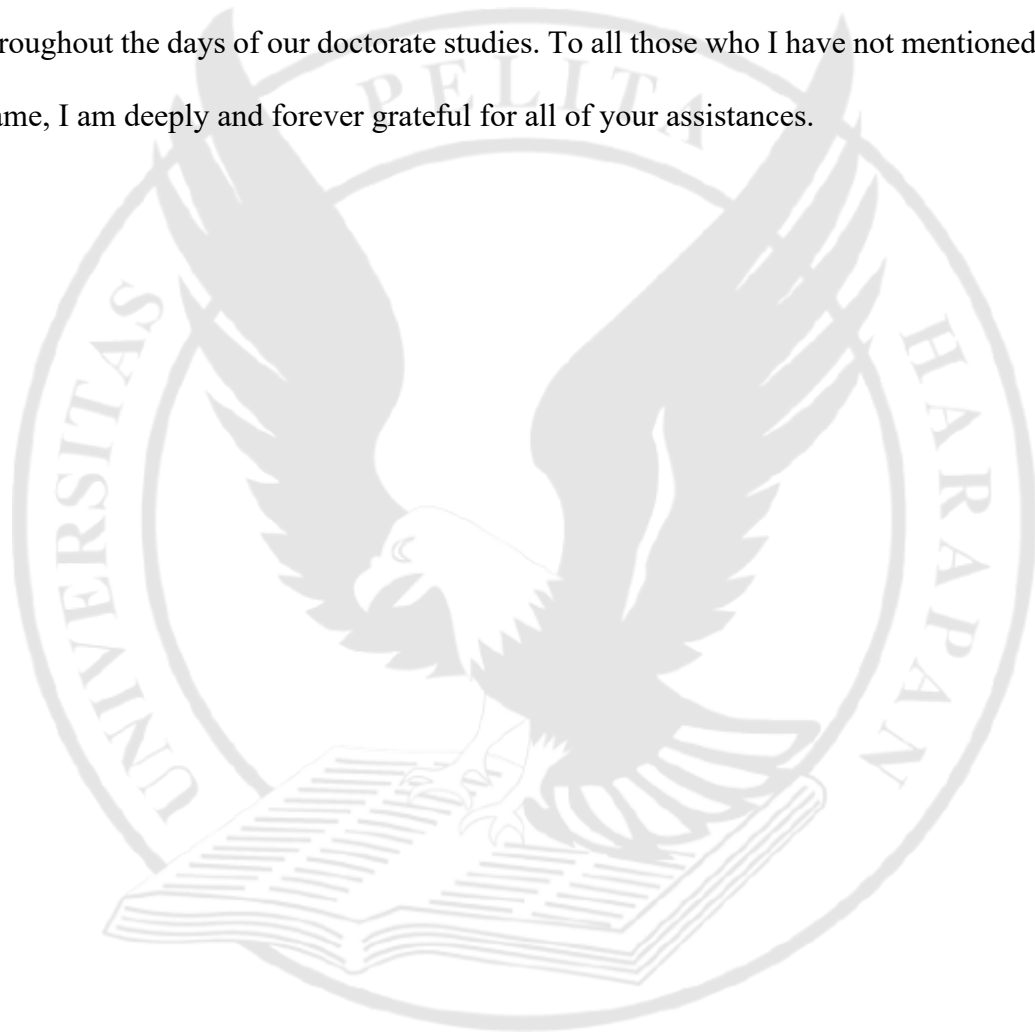 roughout the days of our doctorate studies. To all those who I have not mentioned
ame, I am deeply and forever grateful for all of your assistances.
UNIVERSITAS PELITA HARAPAN